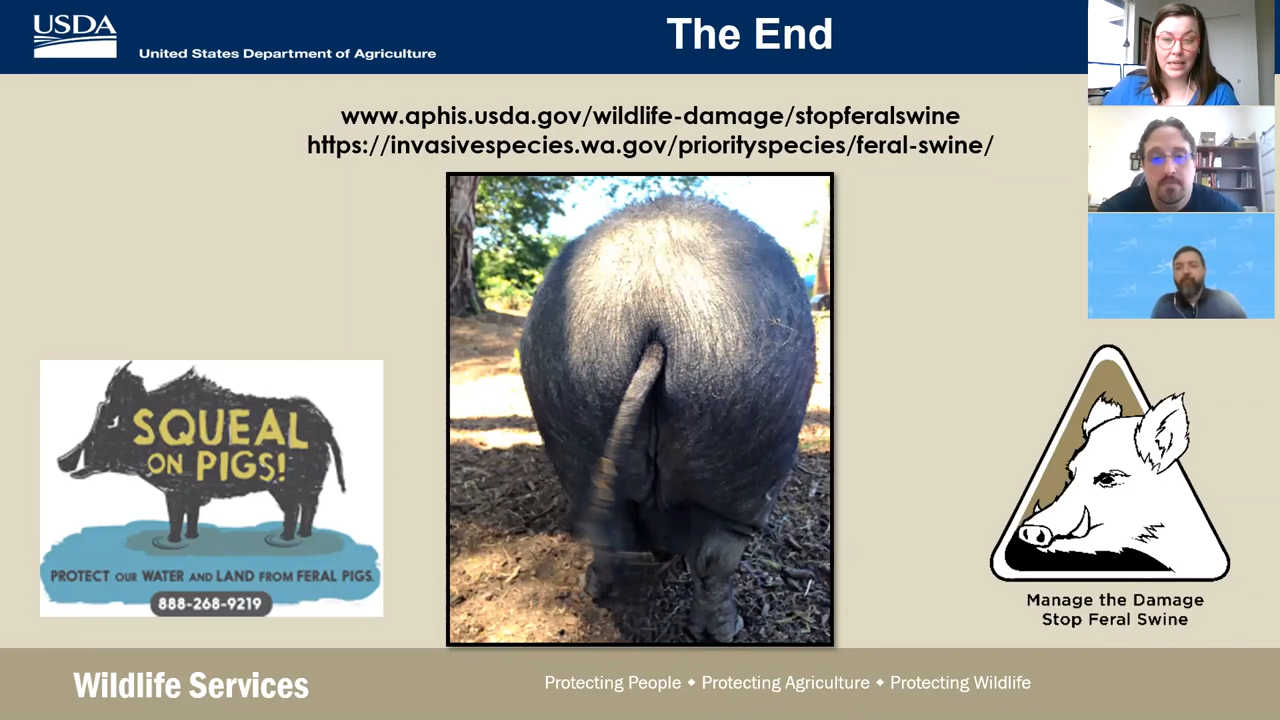 USDA
United States Department of Agriculture
The End
www.aphis.usda.gov/wildlife-damage/stopferalswine
https://invasivespecies.wa.gov/priorityspecies/feral-swine/
SQUEAL
ON PIGS!
PROTECT OUR WATER AND LAND FROM FERAL PIGS.
888-268-9219
Manage the Damage
Stop Feral Swine
Wildlife Services
Protecting People ◆ Protecting Agriculture ◆ Protecting Wildlife